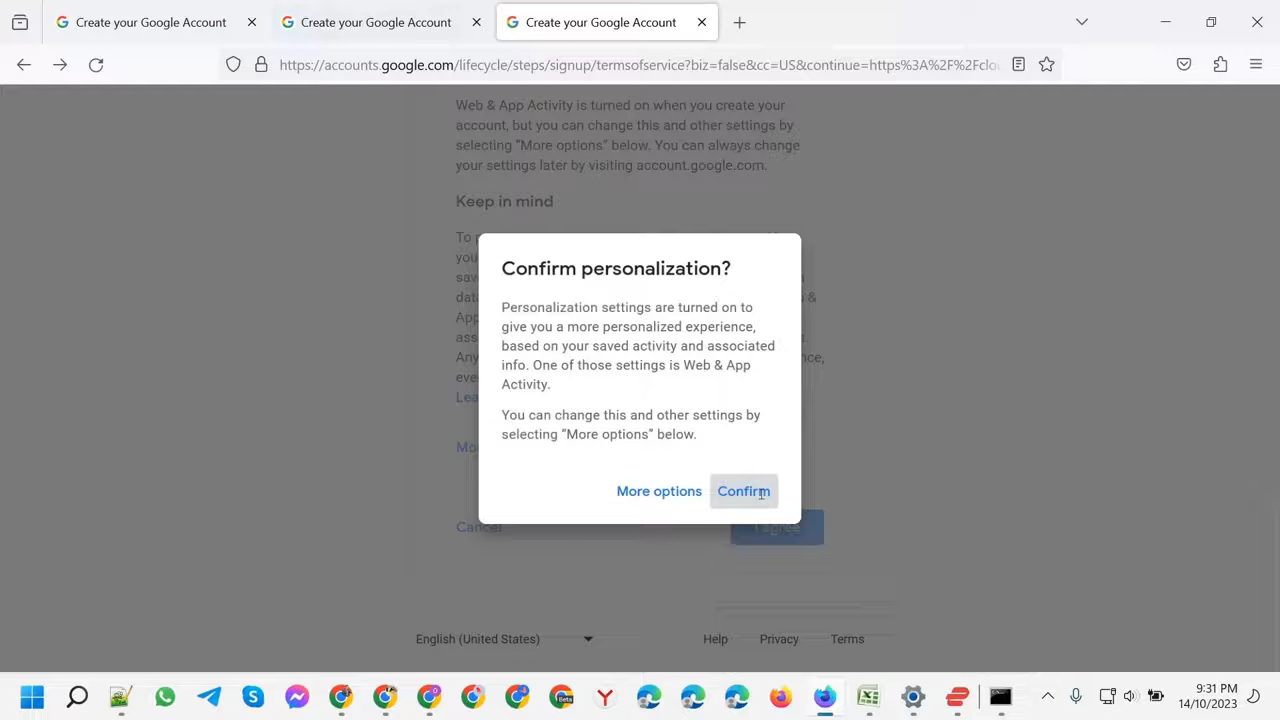 Create your Google Account
Create your Google Account
Create your Google Account
https://accounts.google.com/lifecycle/steps/signup/termsofservice?biz=false&cc=US&continue=https%3A%2F%2Fclo
Web & App Activity is turned on when you create your
account, but you can change this and other settings by
selecting “More options” below. You can always change
your settings later by visiting account.google.com.
Keep in mind
To
Confirm personalization?
Personalization settings are turned on to
give you a more personalized experience,
based on your saved activity and associated
info. One of those settings is Web & App
Activity.
You can change this and other settings by
selecting “More options” below.
More options
Confirm
Cancel
English (United States)
Help
Privacy
Terms
Beta
9:31 PM
14/10/2023